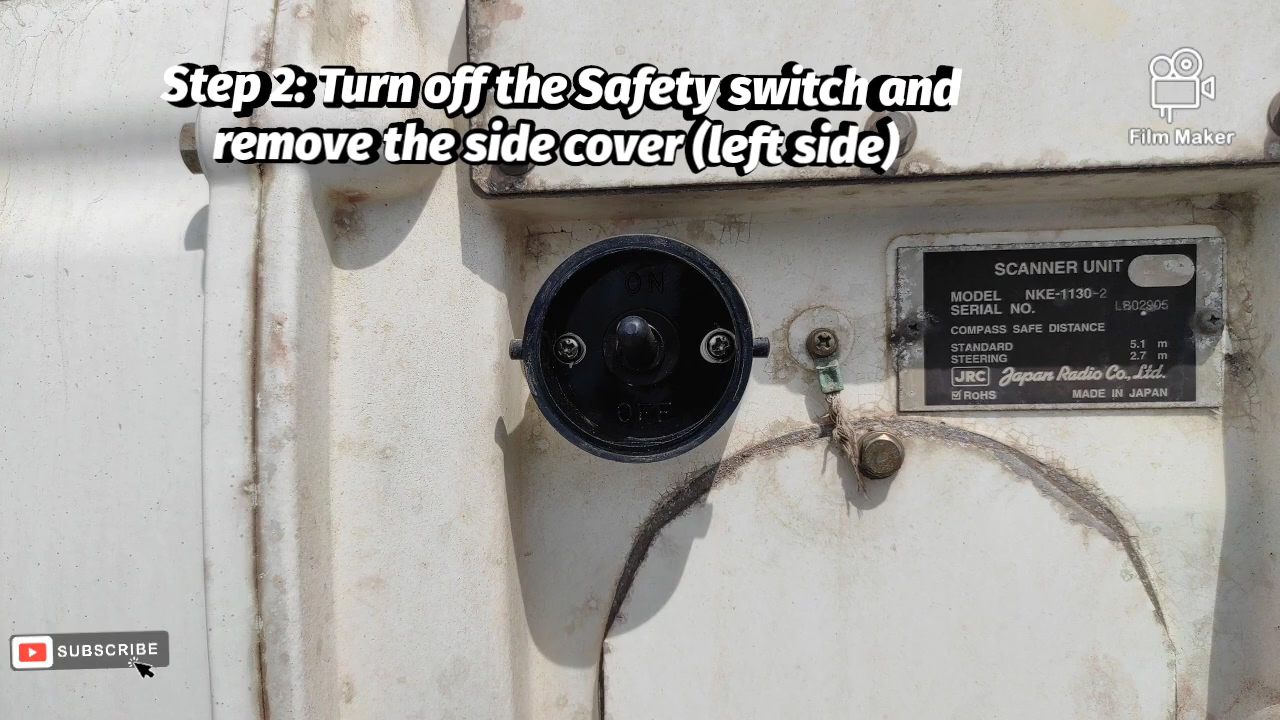 Step 2: Turn off the Safety switch and
remove the side cover (left side)
Film Maker
ON
OFF
SCANNER UNIT
MODEL NKE-1130-2
SERIAL NO. LB02905
COMPASS SAFE DISTANCE
STANDARD 5.1 m
STEERING 2.7 m
JRC Japan Radio Co., Ltd.
RoHS MADE IN JAPAN
SUBSCRIBE